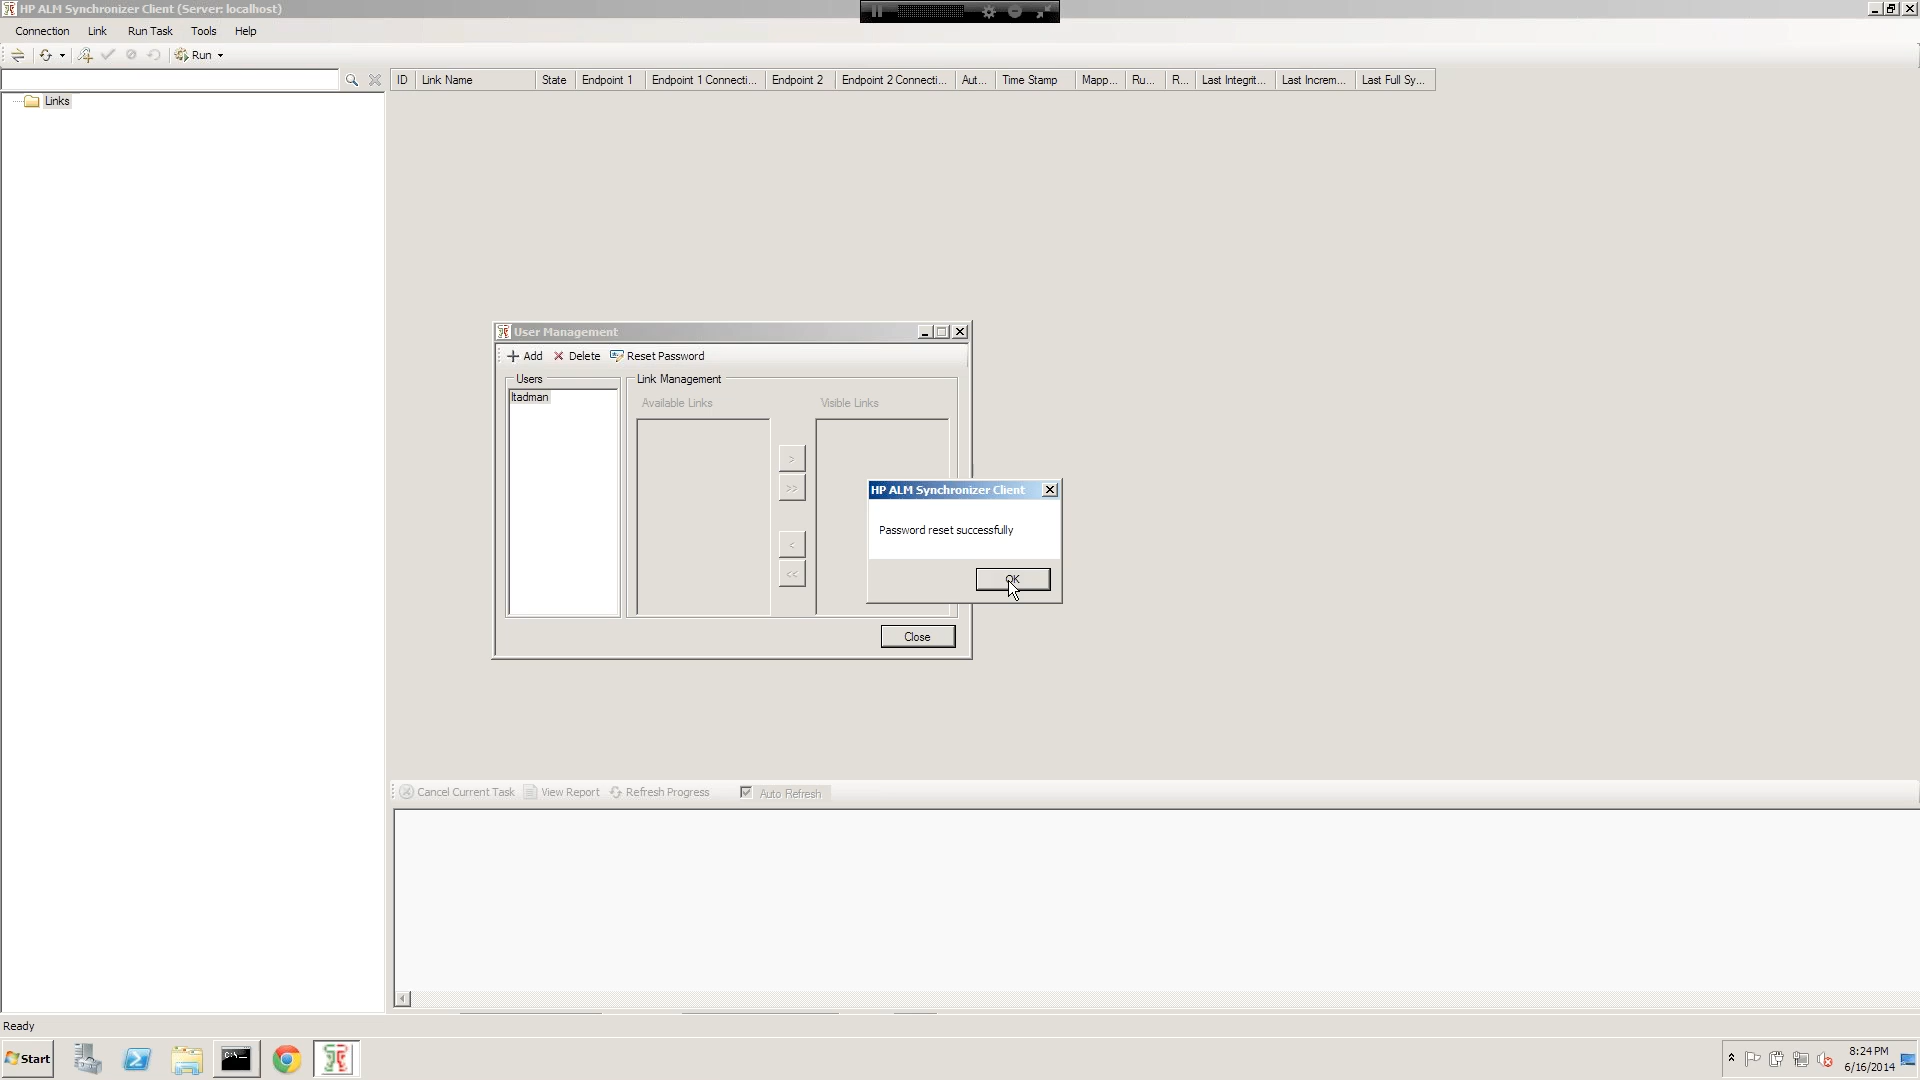 HP ALM Synchronizer Client (Server: localhost)
Connection Link Run Task Tools Help
Run
ID Link Name State Endpoint 1 Endpoint 1 Connecti... Endpoint 2 Endpoint 2 Connecti... Aut... Time Stamp Mapp... Ru... R... Last Integrit... Last Increm... Last Full Sy...
Links
User Management
Add Delete Reset Password
Users
ltadman
Link Management
Available Links
Visible Links
>
>>
<
<<
HP ALM Synchronizer Client
Password reset successfully
OK
Close
Cancel Current Task View Report Refresh Progress Auto Refresh
Ready
Start
C:\
8:24 PM
6/16/2014